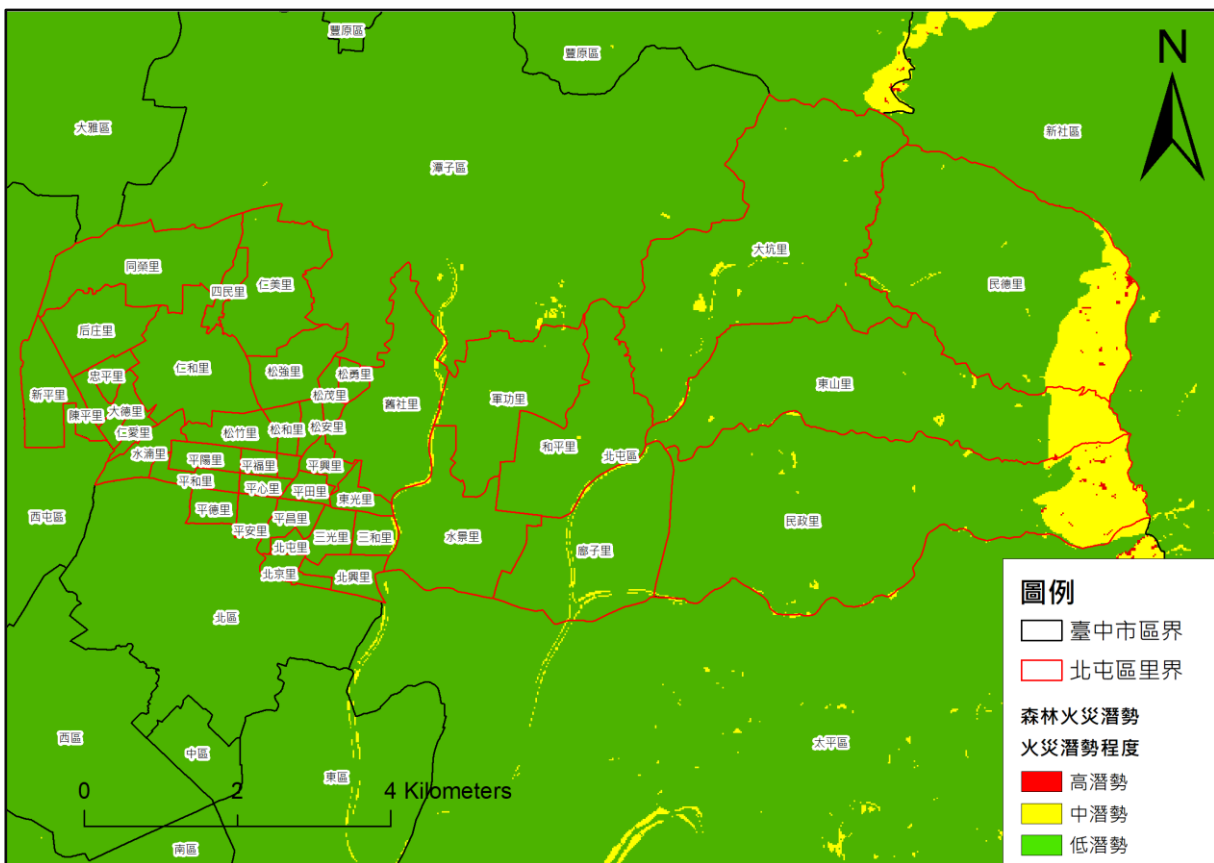 豐原區
豐原區
N
大雅區
新社區
潭子區
大坑里
同榮里
四民里
仁美里
民德里
后庄里
仁和里
松強里
松勇里
忠平里
新平里
松茂里
舊社里
軍功里
東山里
陳平里
大德里
仁愛里
松竹里
松和里
松安里
水湳里
平陽里
平福里
平興里
和平里
北屯區
平和里
平心里
平田里
東光里
平德里
平昌里
民政里
西屯區
平安里
三光里
三和里
水景里
北屯里
廍子里
北京里
北興里
北區
圖例
臺中市區界
北屯區里界
森林火災潛勢
火災潛勢程度
高潛勢
中潛勢
低潛勢
西區
中區
太平區
東區
0 2 4 Kilometers
南區